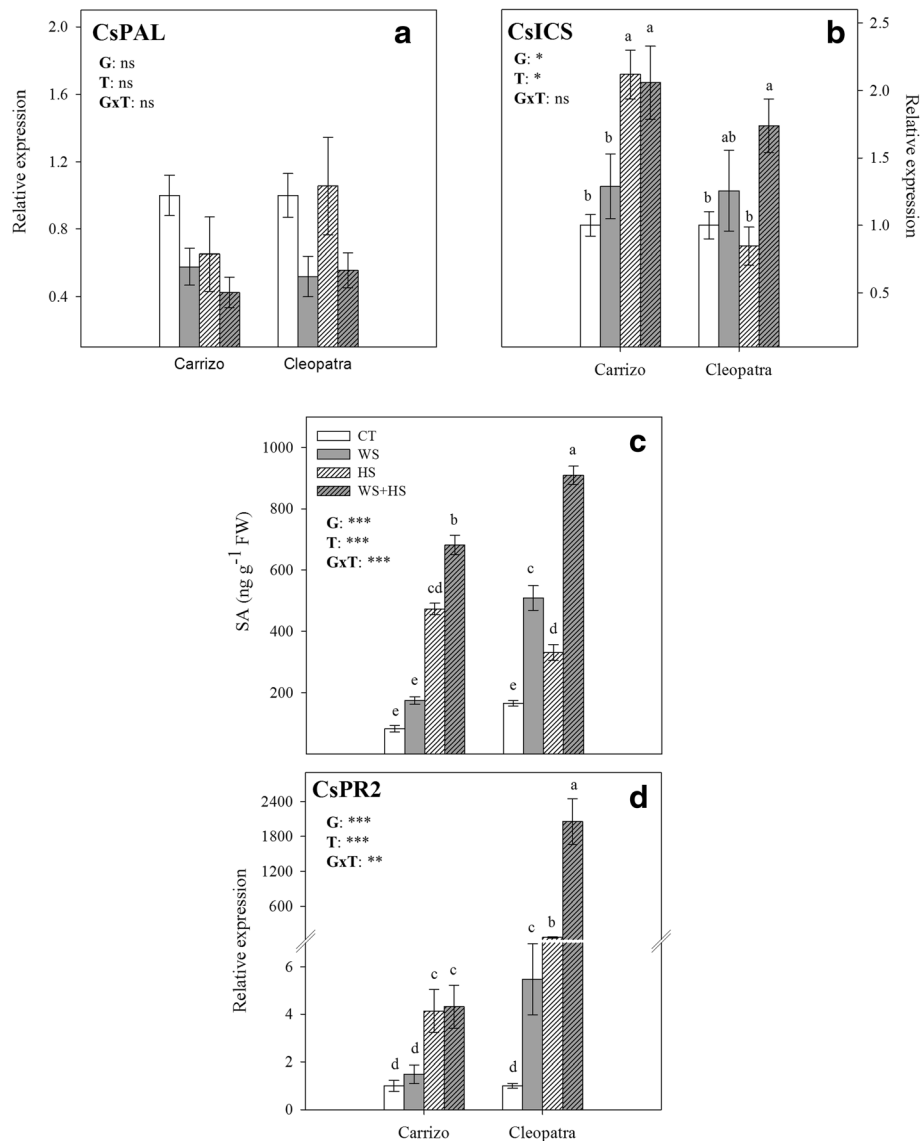 CsPAL
a
G: ns
T: ns
GxT: ns
Relative expression
2.0
1.6
1.2
0.8
0.4
Carrizo
Cleopatra
CsICS
b
G: *
T: *
GxT: ns
b
b
a
a
b
ab
b
a
2.5
2.0
1.5
1.0
0.5
Relative expression
Carrizo
Cleopatra
c
CT
WS
HS
WS+HS
G: ***
T: ***
GxT: ***
SA (ng g-1 FW)
1000
800
600
400
200
e
e
cd
b
e
c
d
a
CsPR2
d
G: ***
T: ***
GxT: **
Relative expression
2400
1800
1200
600
6
4
2
0
d
d
c
c
d
c
b
a
Carrizo
Cleopatra